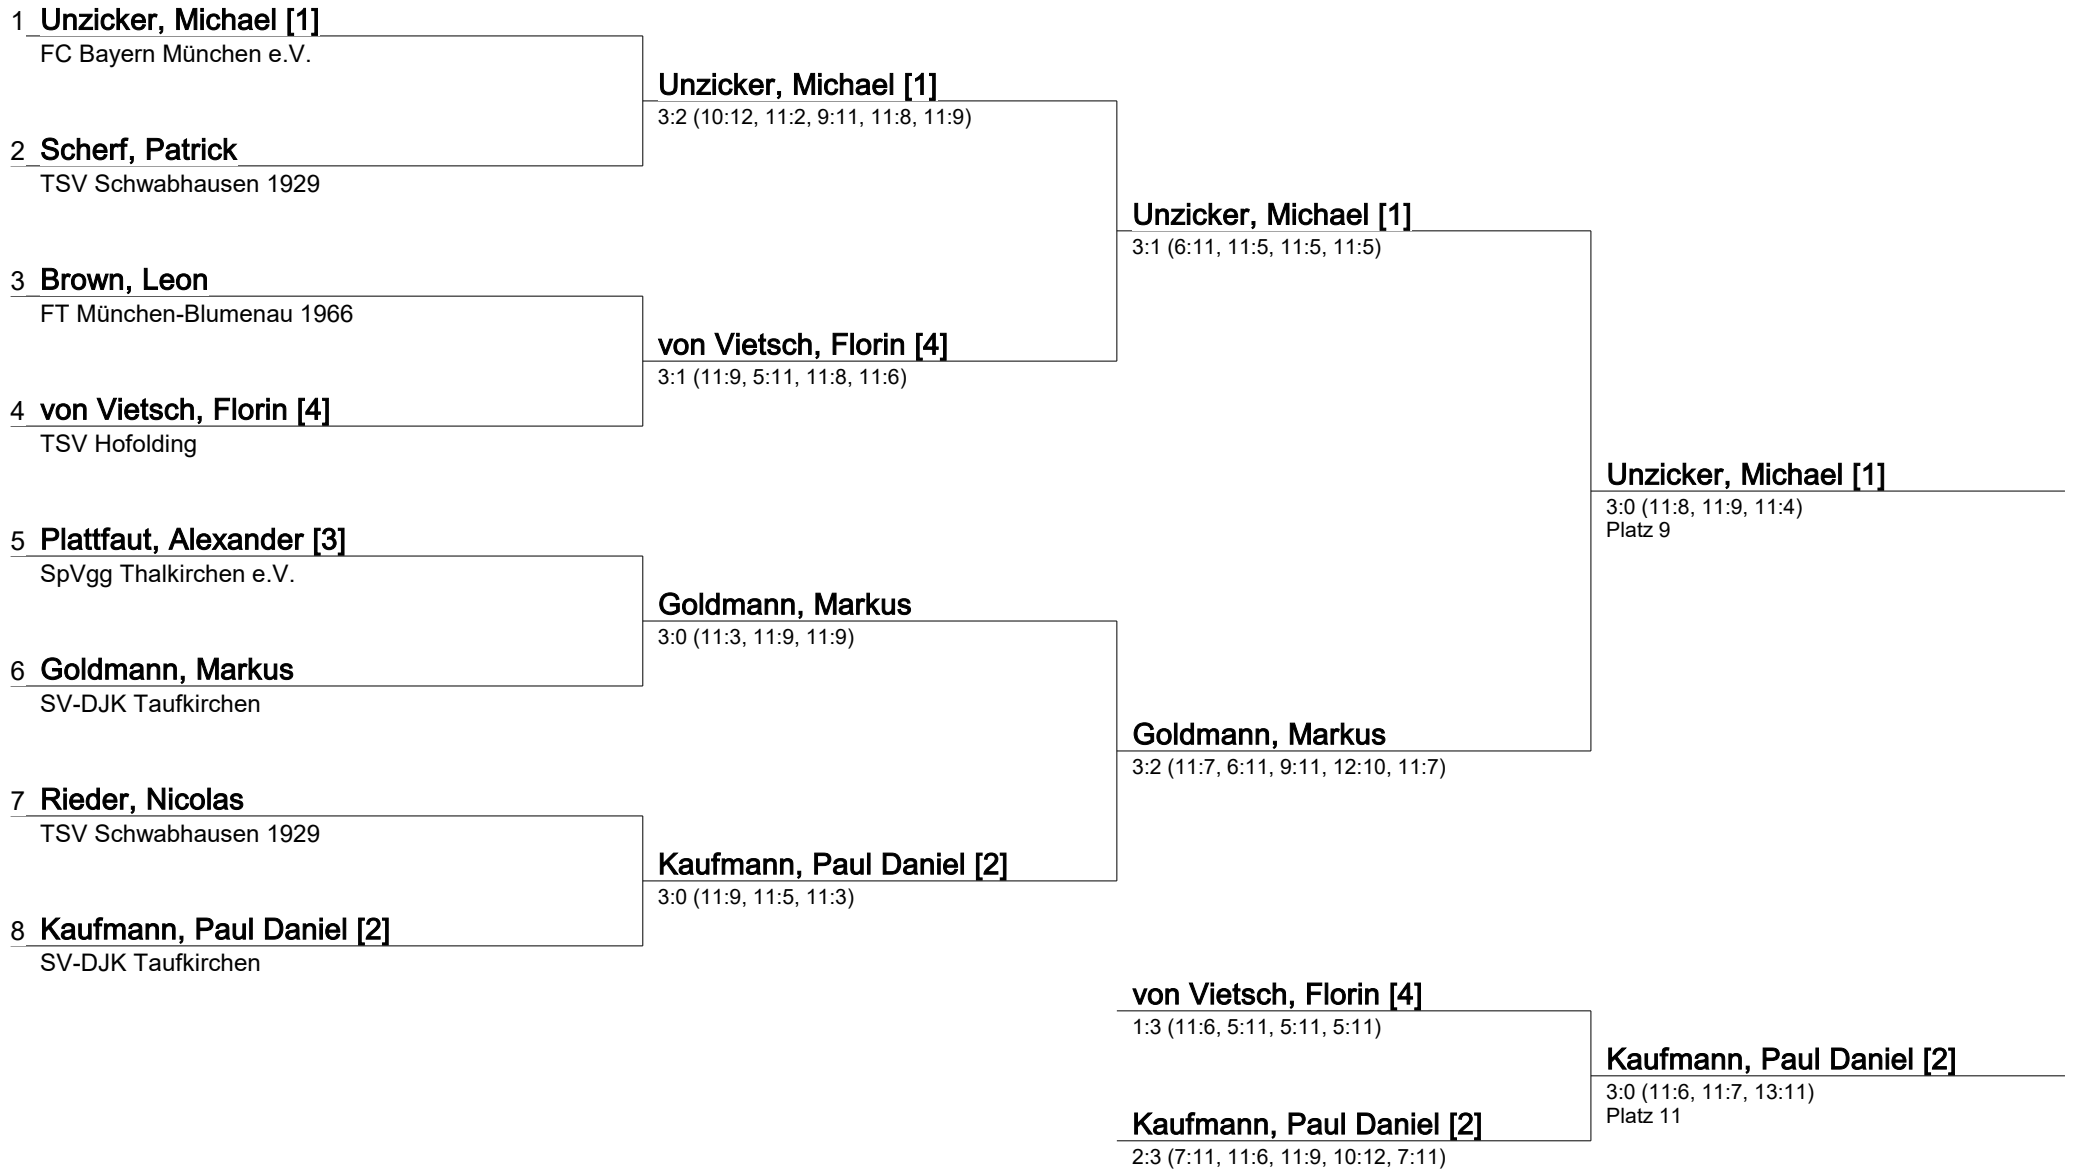 1 Unzicker, Michael [1]
FC Bayern München e.V.
Unzicker, Michael [1]
3:2 (10:12, 11:2, 9:11, 11:8, 11:9)
2 Scherf, Patrick
TSV Schwabhausen 1929
Unzicker, Michael [1]
3:1 (6:11, 11:5, 11:5, 11:5)
3 Brown, Leon
FT München-Blumenau 1966
von Vietsch, Florin [4]
3:1 (11:9, 5:11, 11:8, 11:6)
4 von Vietsch, Florin [4]
TSV Hofolding
Unzicker, Michael [1]
3:0 (11:8, 11:9, 11:4)
Platz 9
5 Plattfaut, Alexander [3]
SpVgg Thalkirchen e.V.
Goldmann, Markus
3:0 (11:3, 11:9, 11:9)
6 Goldmann, Markus
SV-DJK Taufkirchen
Goldmann, Markus
3:2 (11:7, 6:11, 9:11, 12:10, 11:7)
7 Rieder, Nicolas
TSV Schwabhausen 1929
Kaufmann, Paul Daniel [2]
3:0 (11:9, 11:5, 11:3)
8 Kaufmann, Paul Daniel [2]
SV-DJK Taufkirchen
von Vietsch, Florin [4]
1:3 (11:6, 5:11, 5:11, 5:11)
Kaufmann, Paul Daniel [2]
3:0 (11:6, 11:7, 13:11)
Platz 11
Kaufmann, Paul Daniel [2]
2:3 (7:11, 11:6, 11:9, 10:12, 7:11)